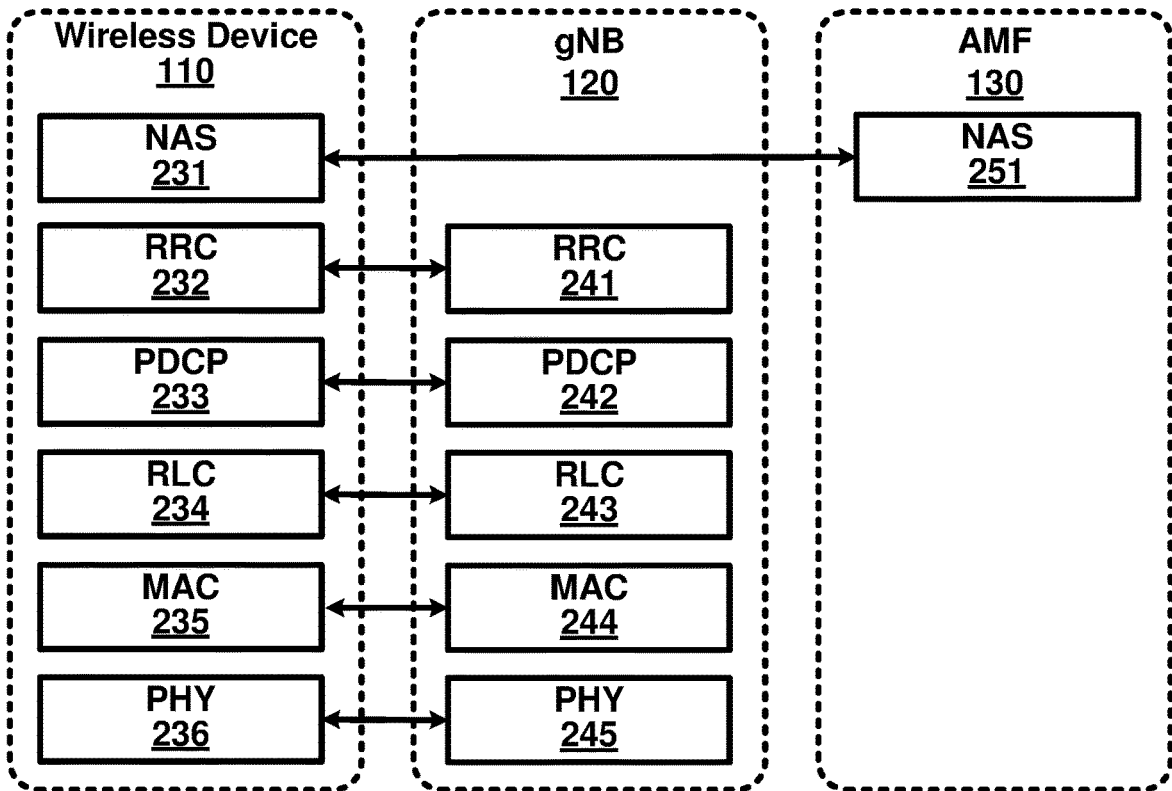 Wireless Device
110
NAS
231
RRC
232
PDCP
233
RLC
234
MAC
235
PHY
236
gNB
120
RRC
241
PDCP
242
RLC
243
MAC
244
PHY
245
AMF
130
NAS
251